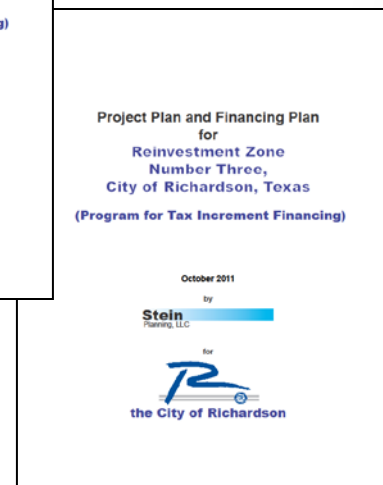 g)
Project Plan and Financing Plan
for
Reinvestment Zone
Number Three,
City of Richardson, Texas
(Program for Tax Increment Financing)
October 2011
by
Stein
Planning, LLC
for
R
the City of Richardson